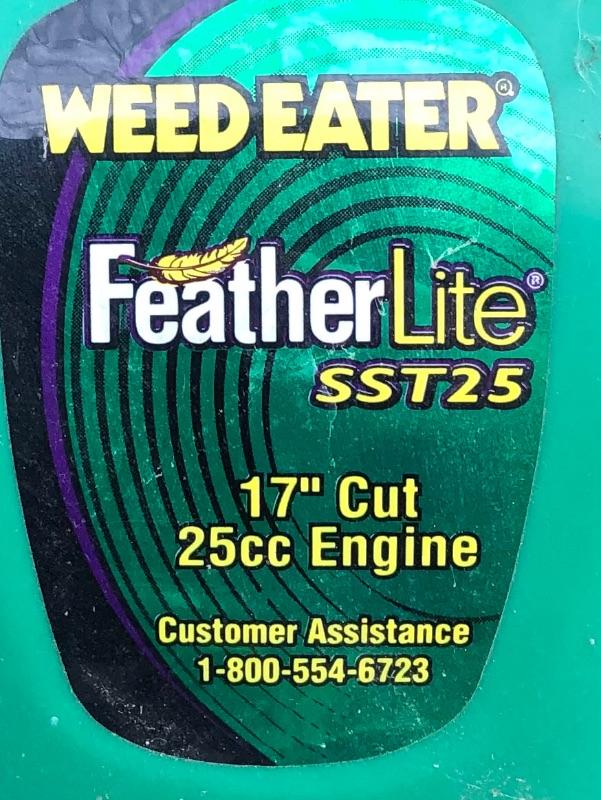 WEED EATER®
FeatherLite®
SST25
17" Cut
25cc Engine
Customer Assistance
1-800-554-6723